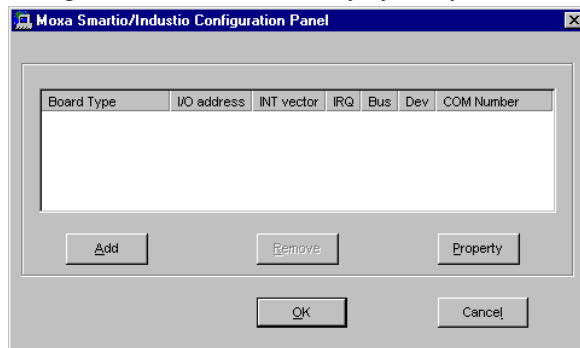 Moxa Smartio/Industio Configuration Panel
Board Type I/O address INT vector IRQ Bus Dev COM Number
Add Remove Property
OK Cancel